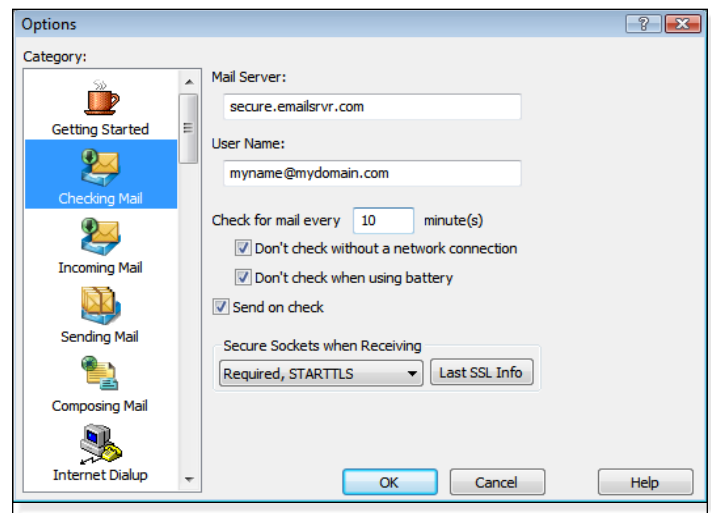 Options
Category:
Getting Started
Checking Mail
Incoming Mail
Sending Mail
Composing Mail
Internet Dialup
Mail Server:
secure.emailsrvr.com
User Name:
myname@mydomain.com
Check for mail every 10 minute(s)
Don't check without a network connection
Don't check when using battery
Send on check
Secure Sockets when Receiving
Required, STARTTLS Last SSL Info
OK Cancel Help